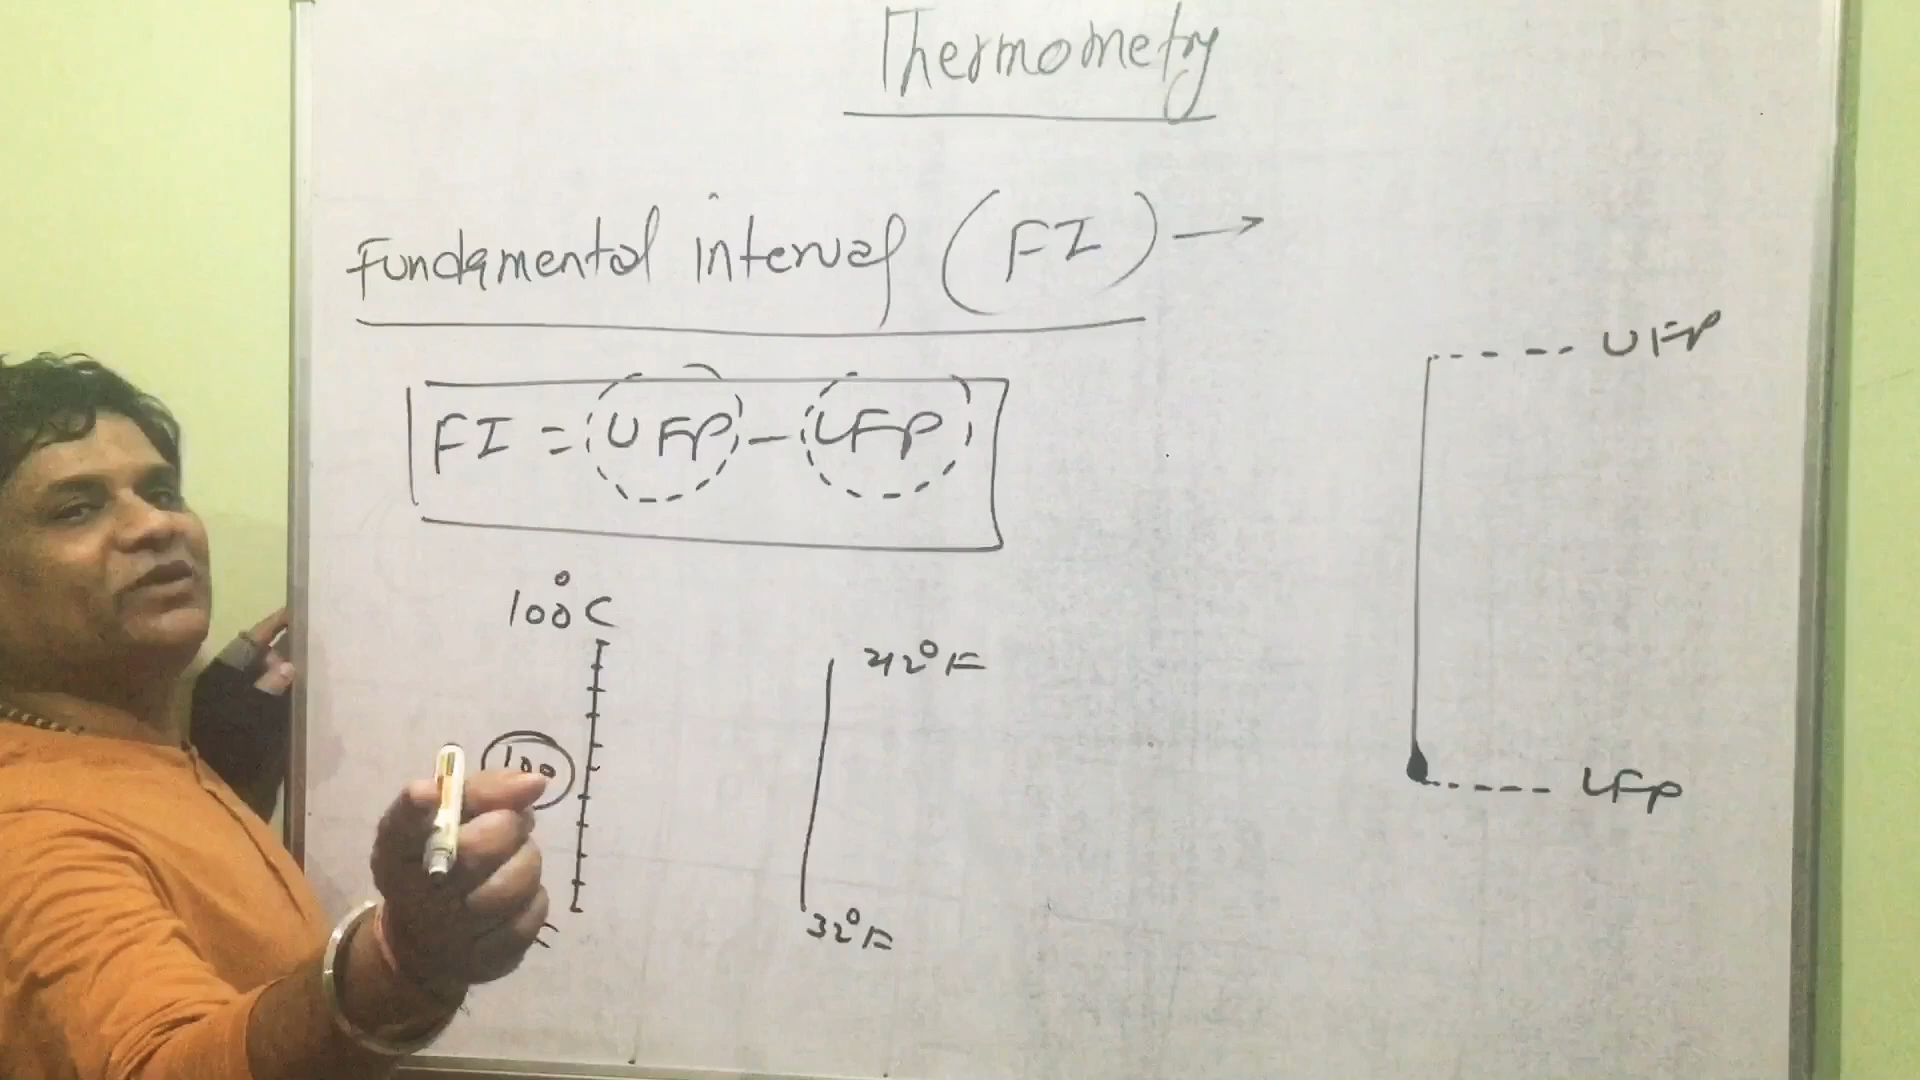 Thermometry
Fundamental interval (FI) →
UFP
FI = UFP - LFP
100°C
212°F
100
LFP
32°F